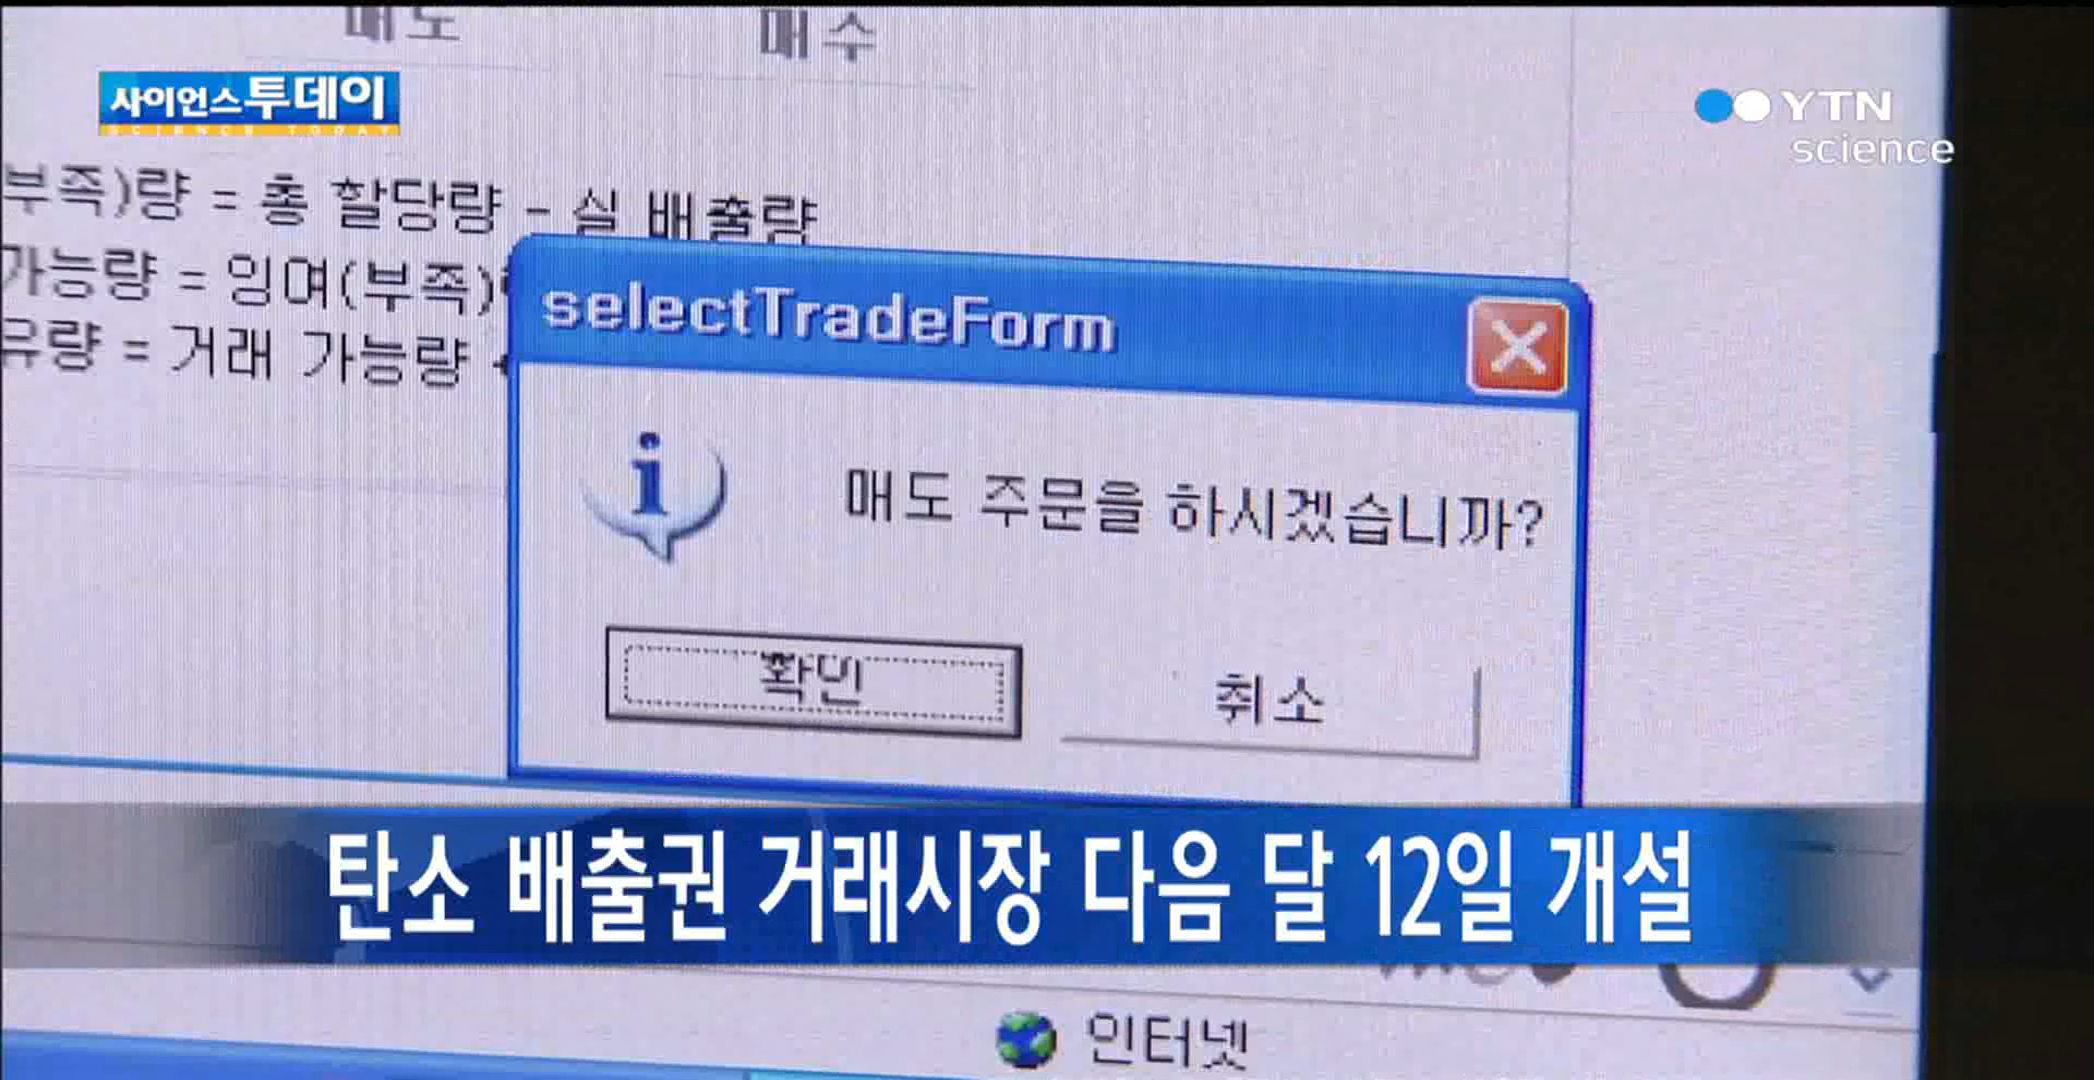 매도 매수
사이언스투데이
SCIENCE TODAY
YTN
science
부족)량 = 총 할당량 - 실 배출량
가능량 = 잉여(부족)
유량 = 거래 가능량 +
selectTradeForm
매도 주문을 하시겠습니까?
확인 취소
탄소 배출권 거래시장 다음 달 12일 개설
인터넷